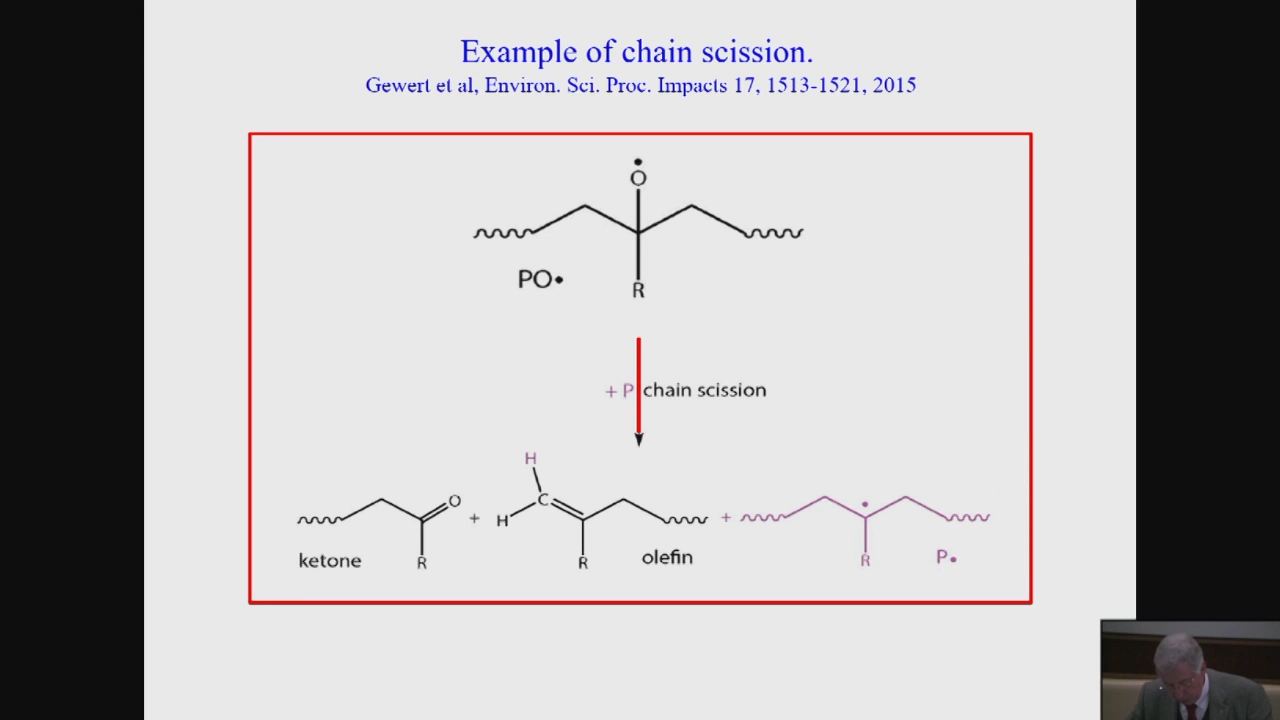 Example of chain scission.
Gewert et al, Environ. Sci. Proc. Impacts 17, 1513-1521, 2015
•
O
PO•
R
+ P chain scission
H
C
O
+
H
+
•
ketone
R
R
olefin
R
P•